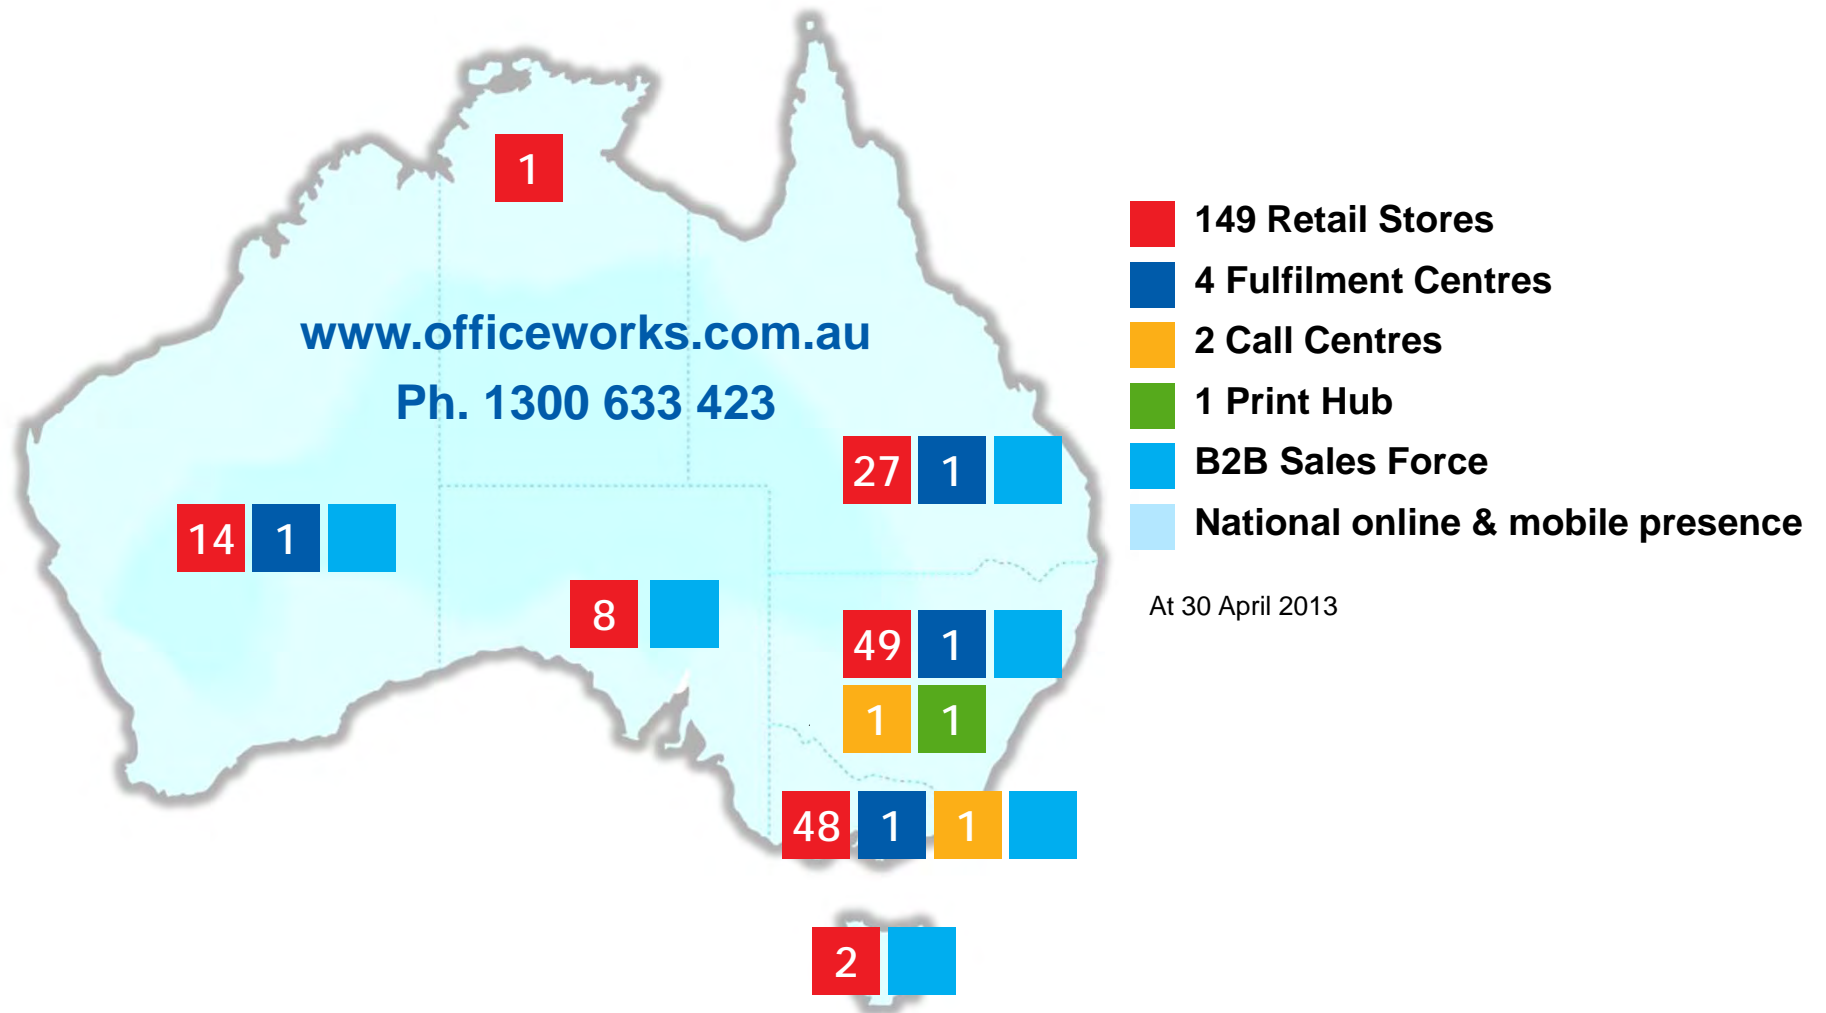 1
www.officeworks.com.au
Ph. 1300 633 423
27 1
14 1
8
49 1
1 1
48 1 1
2
149 Retail Stores
4 Fulfilment Centres
2 Call Centres
1 Print Hub
B2B Sales Force
National online & mobile presence
At 30 April 2013